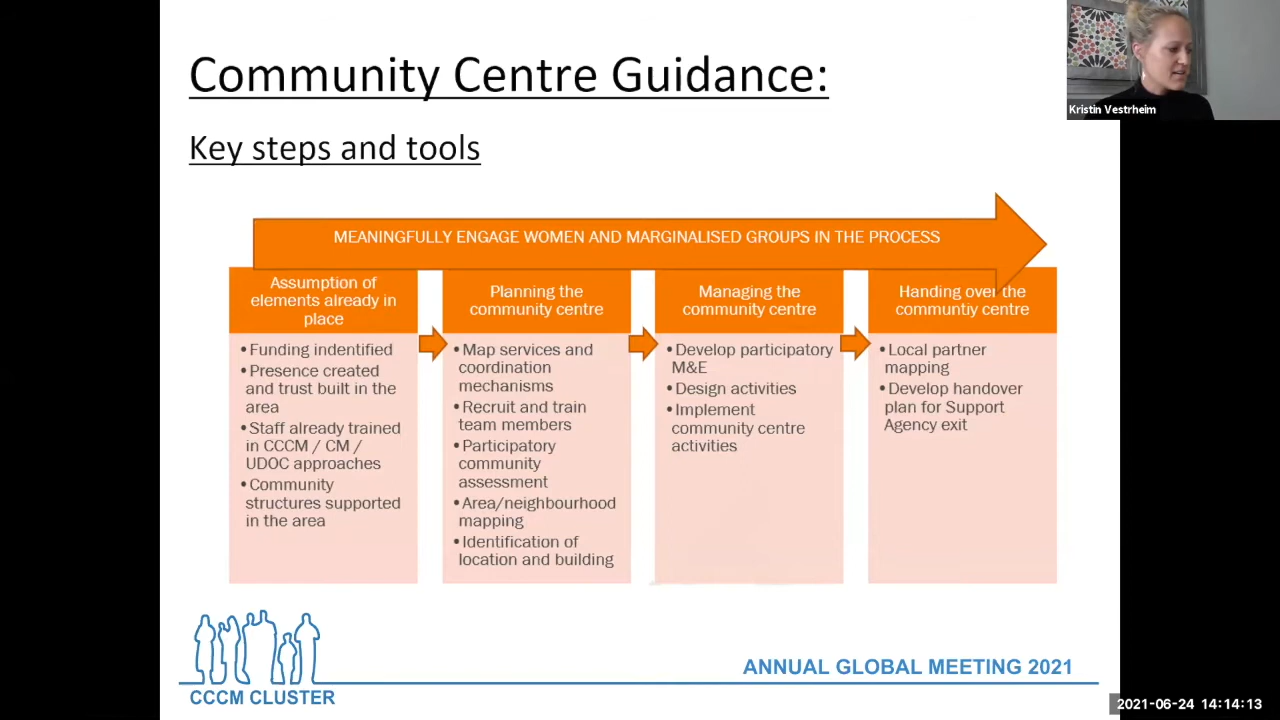 Community Centre Guidance:
Key steps and tools
Kristin Vestrheim
MEANINGFULLY ENGAGE WOMEN AND MARGINALISED GROUPS IN THE PROCESS
Assumption of
elements already in
place
•Funding indentified
•Presence created
and trust built in the
area
•Staff already trained
in CCCM / CM /
UDOC approaches
•Community
structures supported
in the area
Planning the
community centre
•Map services and
coordination
mechanisms
•Recruit and train
team members
•Participatory
community
assessment
•Area/neighbourhood
mapping
•Identification of
location and building
Managing the
community centre
•Develop participatory
M&E
•Design activities
•Implement
community centre
activities
Handing over the
communtiy centre
•Local partner
mapping
•Develop handover
plan for Support
Agency exit
CCCM CLUSTER
ANNUAL GLOBAL MEETING 2021
2021-06-24 14:14:13